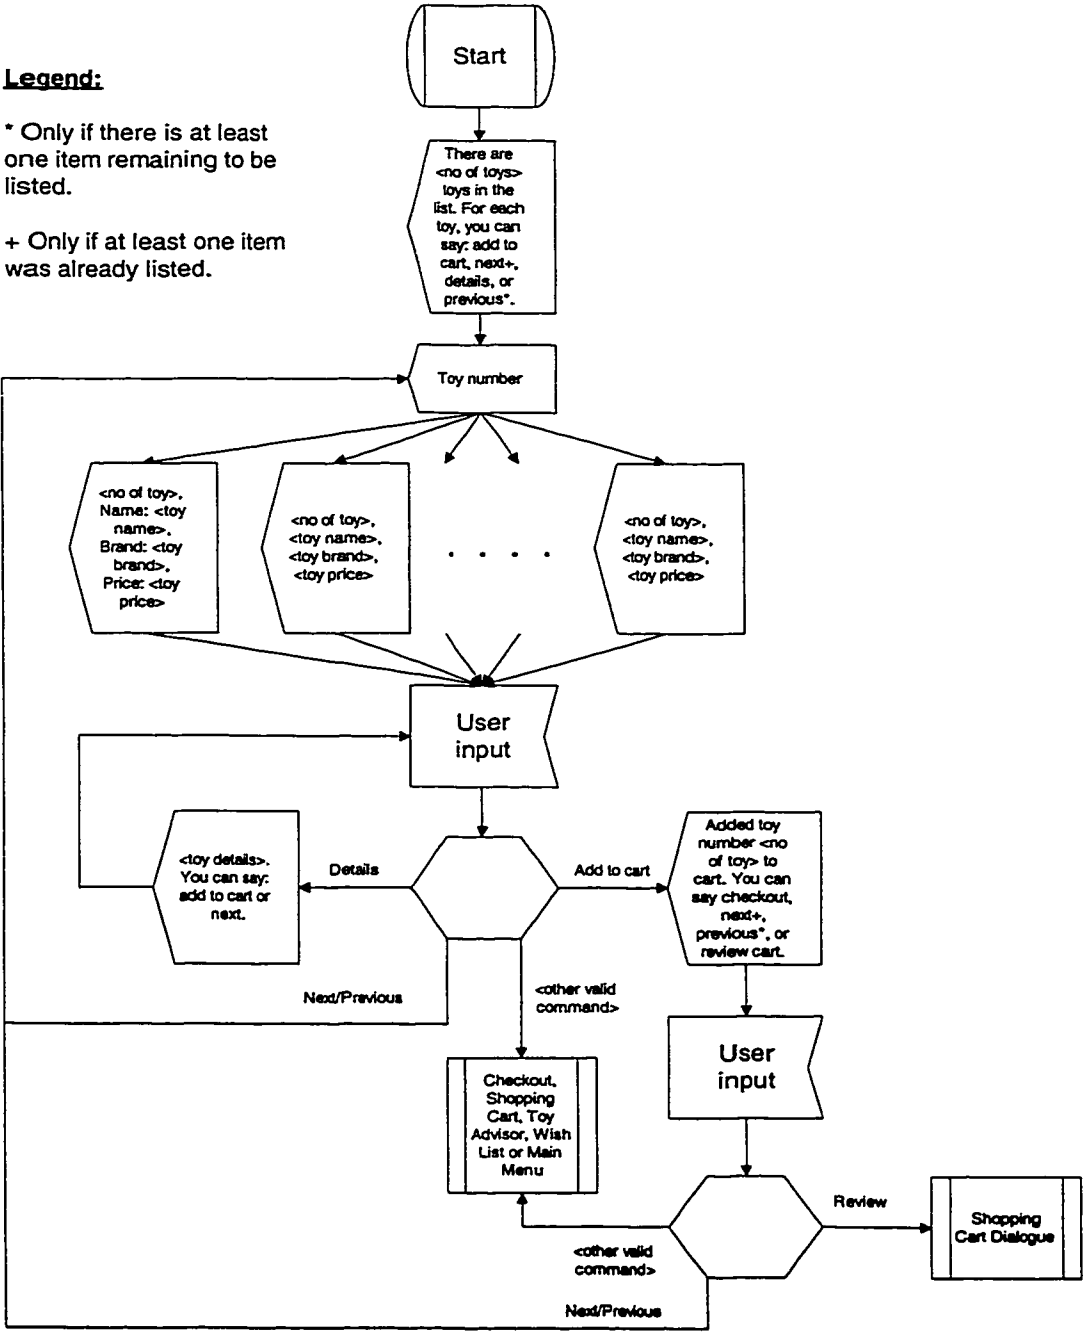 Start
Legend:
* Only if there is at least
one item remaining to be
listed.
+ Only if at least one item
was already listed.
There are
<no of toys>
toys in the
list. For each
toy, you can
say: add to
cart, next+,
details, or
previous*.
Toy number
<no of toy>,
Name: <toy
name>,
Brand: <toy
brand>,
Price: <toy
price>
<no of toy>,
<toy name>,
<toy brand>,
<toy price>
. . . .
<no of toy>,
<toy name>,
<toy brand>,
<toy price>
User
input
<toy details>.
You can say:
add to cart or
next.
Details
Add to cart
Added toy
number <no
of toy> to
cart. You can
say checkout,
next+,
previous*, or
review cart.
Next/Previous
<other valid
command>
User
input
Checkout,
Shopping
Cart, Toy
Advisor, Wish
List or Main
Menu
Review
Shopping
Cart Dialogue
<other valid
command>
Next/Previous